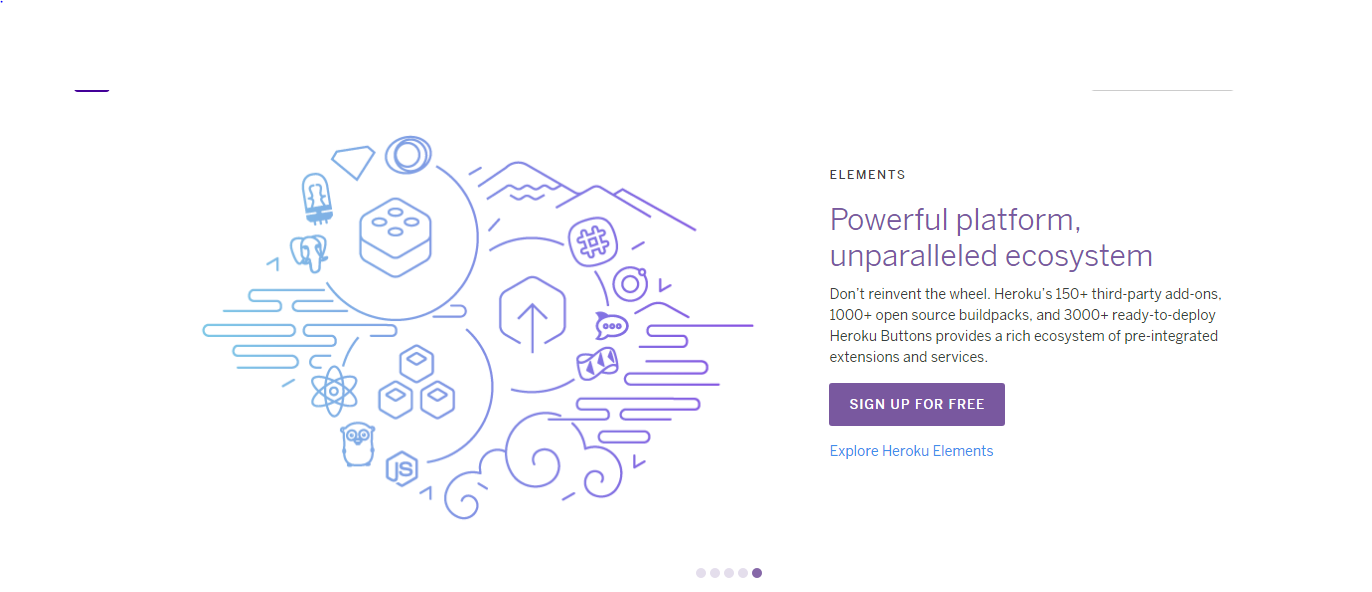 ELEMENTS
Powerful platform,
unparalleled ecosystem
Don’t reinvent the wheel. Heroku’s 150+ third-party add-ons,
1000+ open source buildpacks, and 3000+ ready-to-deploy
Heroku Buttons provides a rich ecosystem of pre-integrated
extensions and services.
SIGN UP FOR FREE
Explore Heroku Elements
JS